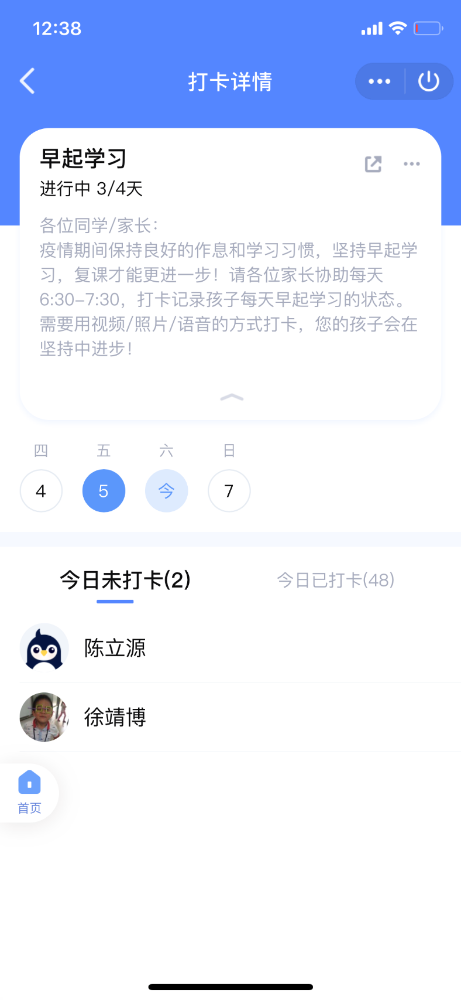 12:38
打卡详情
早起学习
进行中 3/4天
各位同学/家长：
疫情期间保持良好的作息和学习习惯，坚持早起学
习，复课才能更进一步！请各位家长协助每天
6:30-7:30，打卡记录孩子每天早起学习的状态。
需要用视频/照片/语音的方式打卡，您的孩子会在
坚持中进步！
四 五 六 日
4 5 今 7
今日未打卡(2) 今日已打卡(48)
陈立源
徐靖博
首页